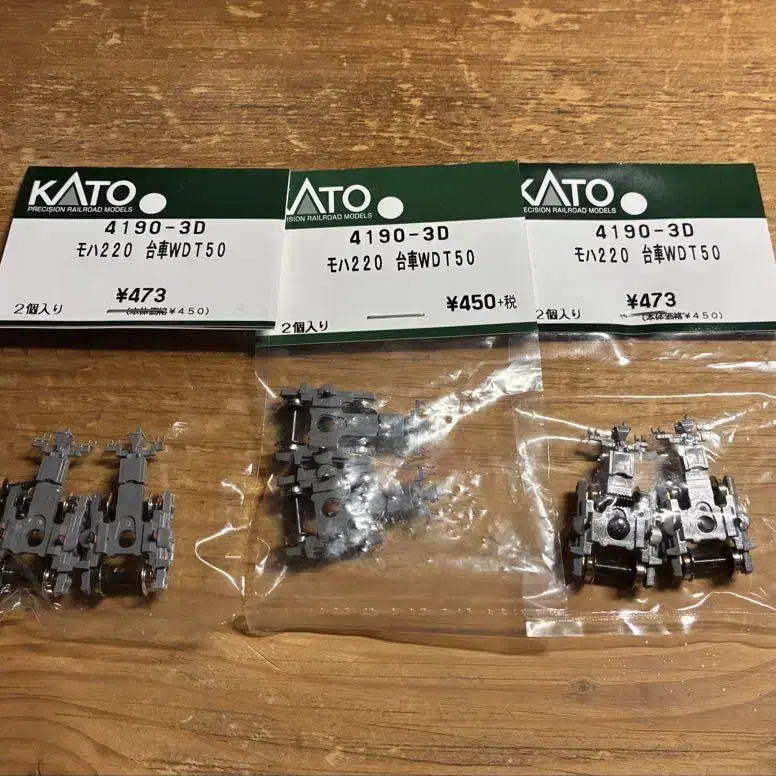 KATO
PRECISION RAILROAD MODELS
4190-3D
モハ220 台車WDT50
2個入り
¥473
(本体価格¥450)
KATO
PRECISION RAILROAD MODELS
4190-3D
モハ220 台車WDT50
2個入り
¥450+税
KATO
PRECISION RAILROAD MODELS
4190-3D
モハ220 台車WDT50
2個入り
¥473
(本体価格¥450)